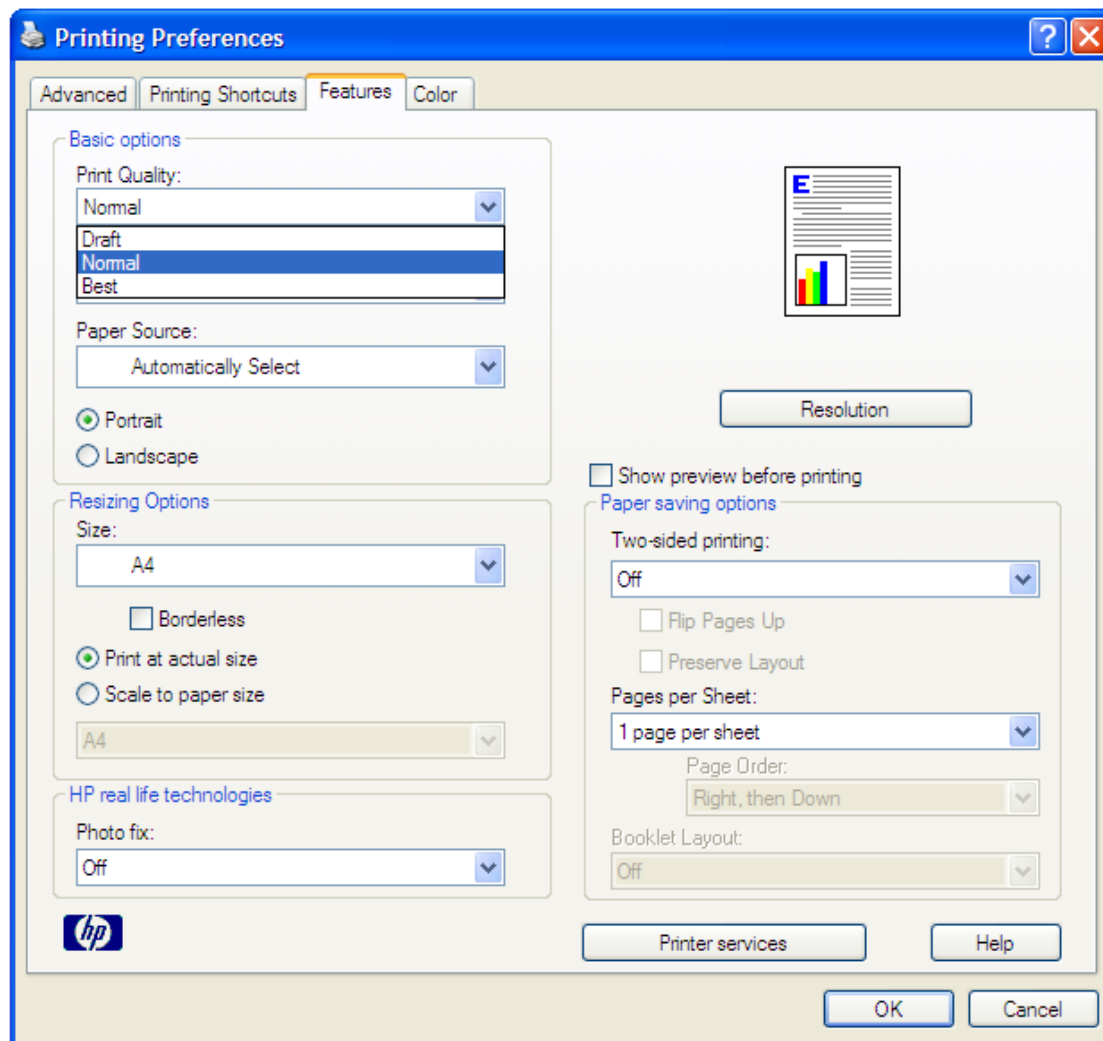 Printing Preferences
Advanced
Printing Shortcuts
Features
Color
Basic options
Print Quality:
Normal
Draft
Normal
Best
Paper Source:
Automatically Select
Portrait
Landscape
Resizing Options
Size:
A4
Borderless
Print at actual size
Scale to paper size
A4
HP real life technologies
Photo fix:
Off
hp
E
Resolution
Show preview before printing
Paper saving options
Two-sided printing:
Off
Flip Pages Up
Preserve Layout
Pages per Sheet:
1 page per sheet
Page Order:
Right, then Down
Booklet Layout:
Off
Printer services
Help
OK
Cancel